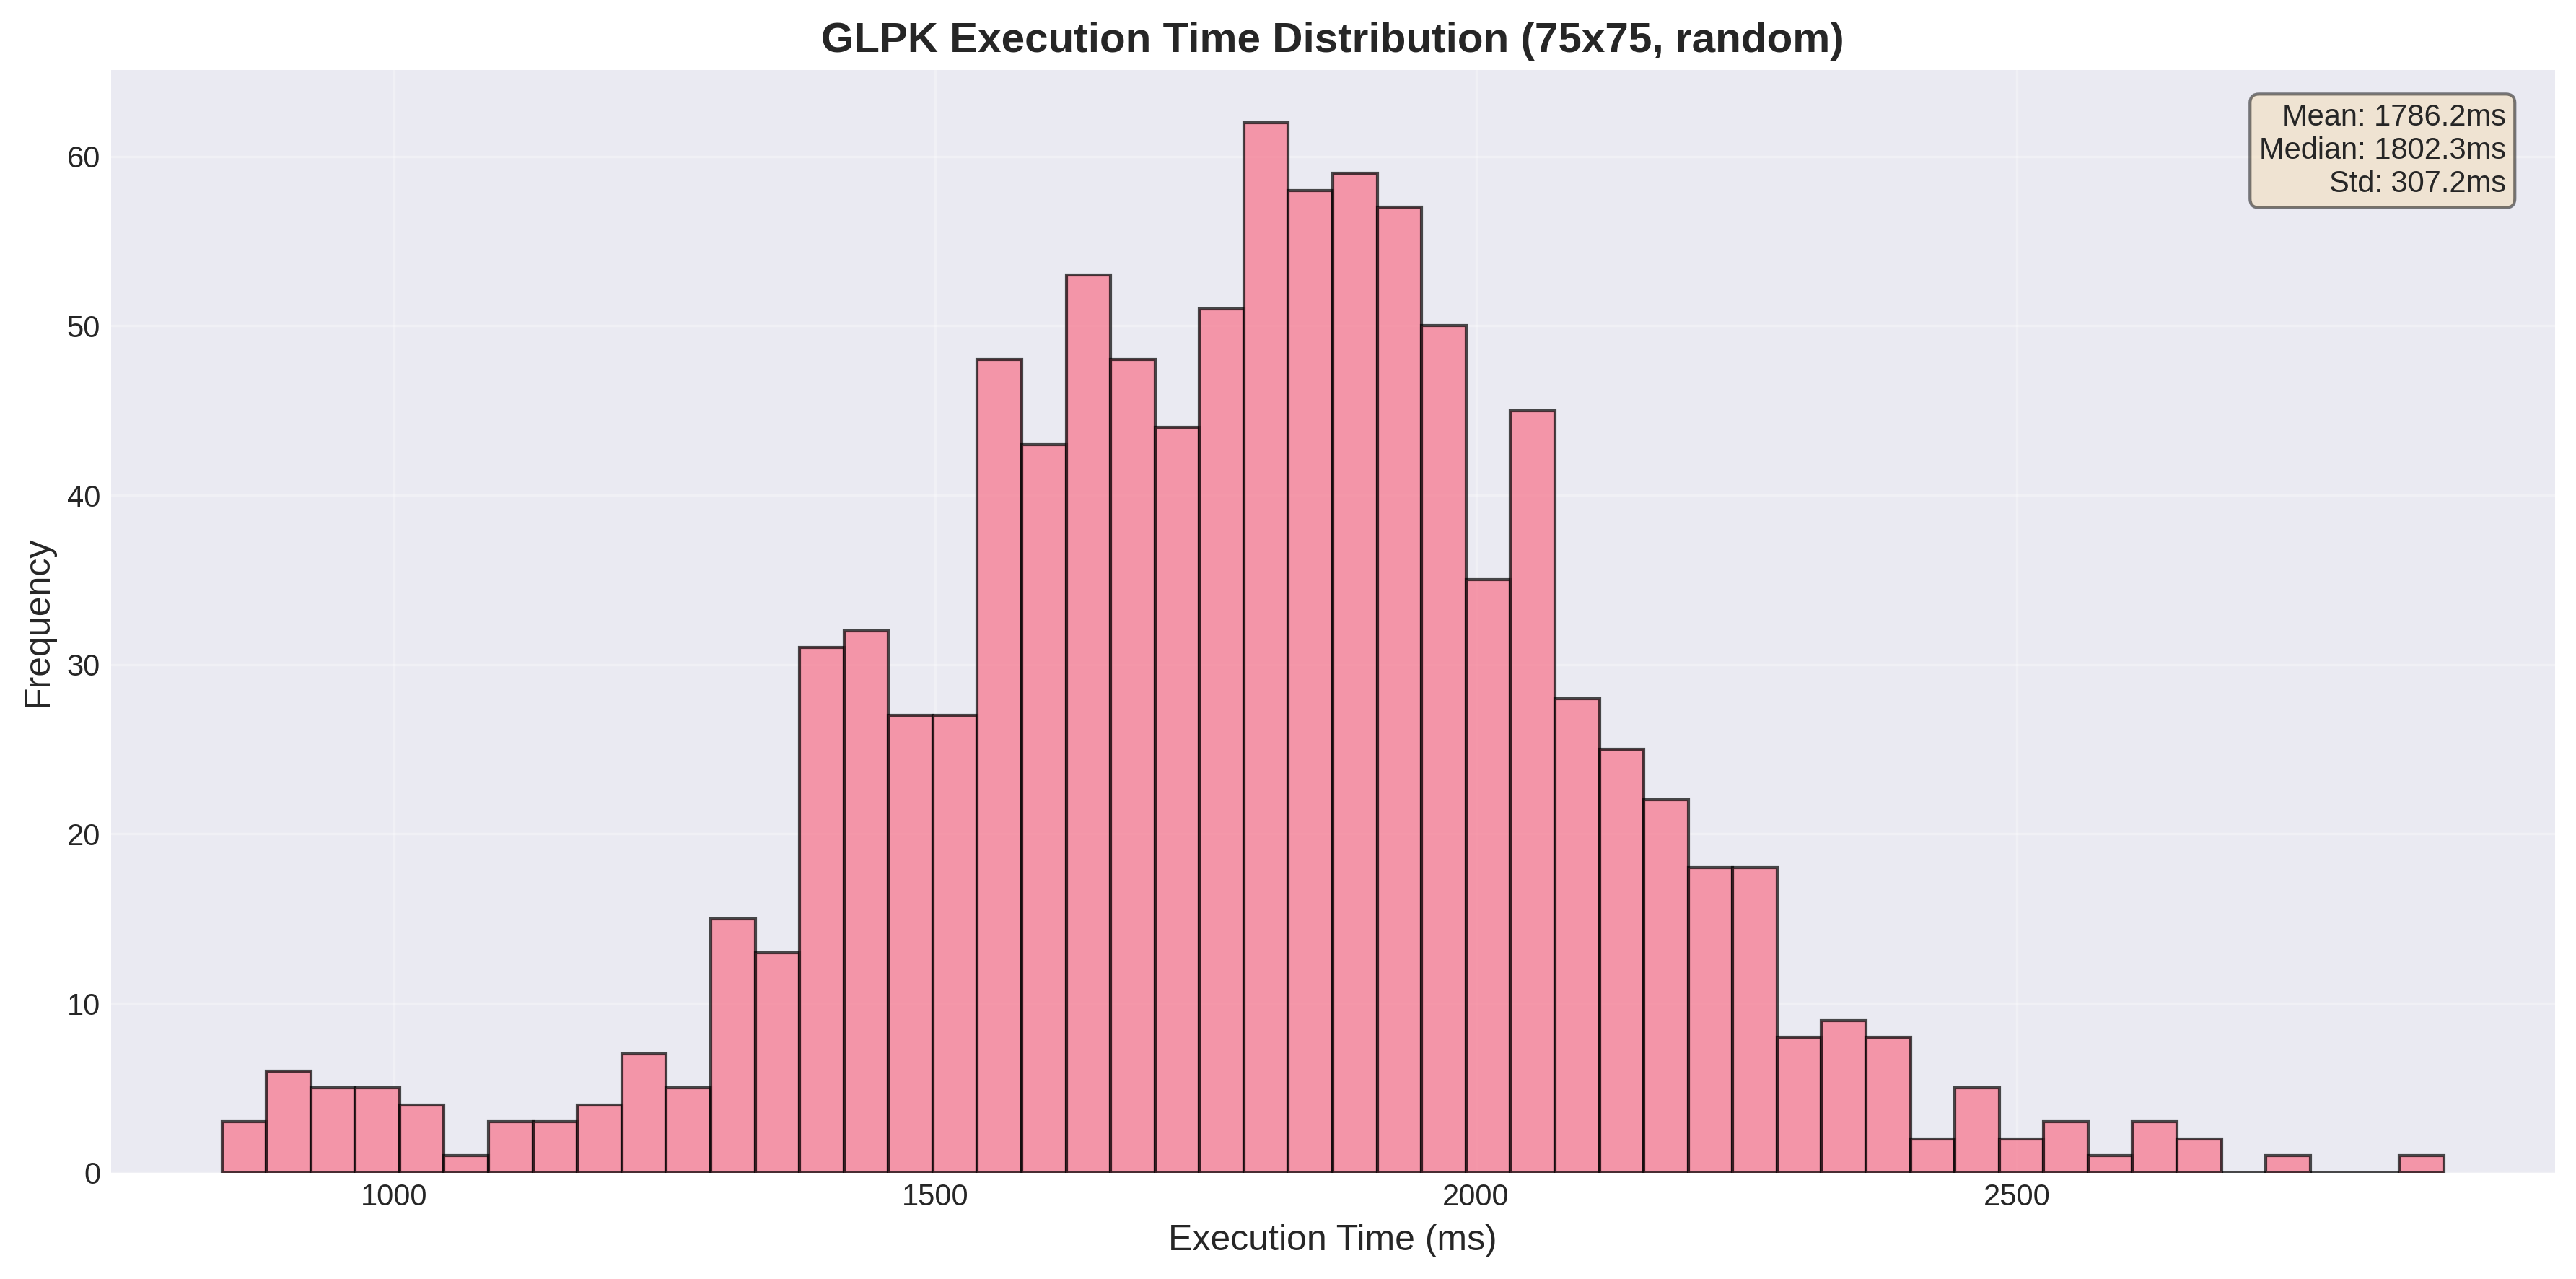 GLPK Execution Time Distribution (75x75, random)
Mean: 1786.2ms
Median: 1802.3ms
Std: 307.2ms
Frequency
60
50
40
30
20
10
0
1000 1500 2000 2500
Execution Time (ms)